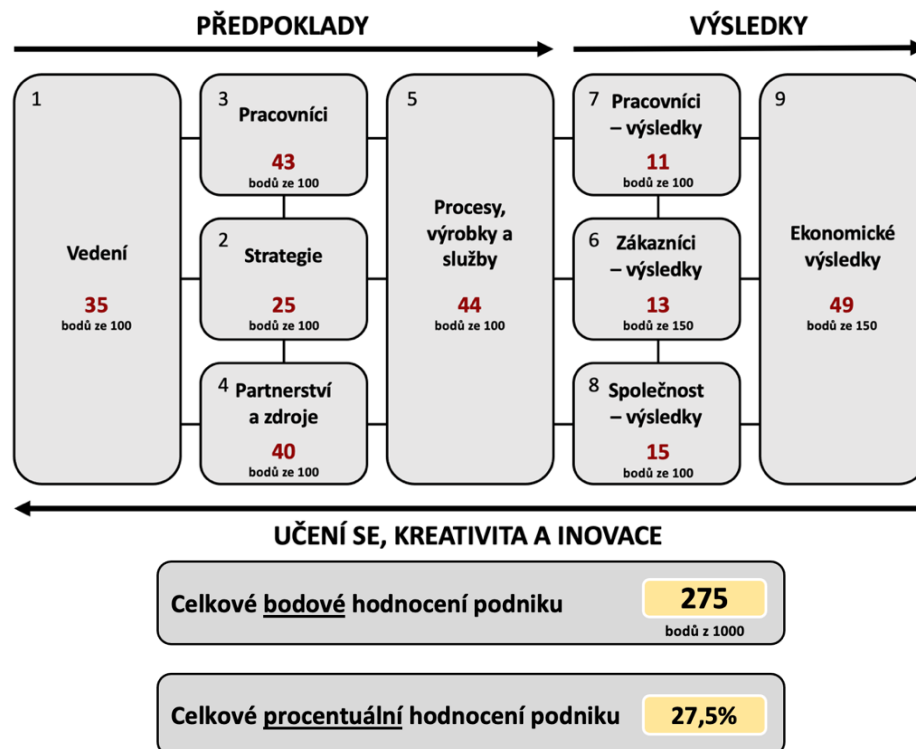 PŘEDPOKLADY
VÝSLEDKY
1
Vedení
35
bodů ze 100
3
Pracovníci
43
bodů ze 100
2
Strategie
25
bodů ze 100
4
Partnerství
a zdroje
40
bodů ze 100
5
Procesy,
výrobky a
služby
44
bodů ze 100
7
Pracovníci
– výsledky
11
bodů ze 100
6
Zákazníci
– výsledky
13
bodů ze 150
8
Společnost
– výsledky
15
bodů ze 100
9
Ekonomické
výsledky
49
bodů ze 150
UČENÍ SE, KREATIVITA A INOVACE
Celkové bodové hodnocení podniku
275
bodů z 1000
Celkové procentuální hodnocení podniku
27,5%